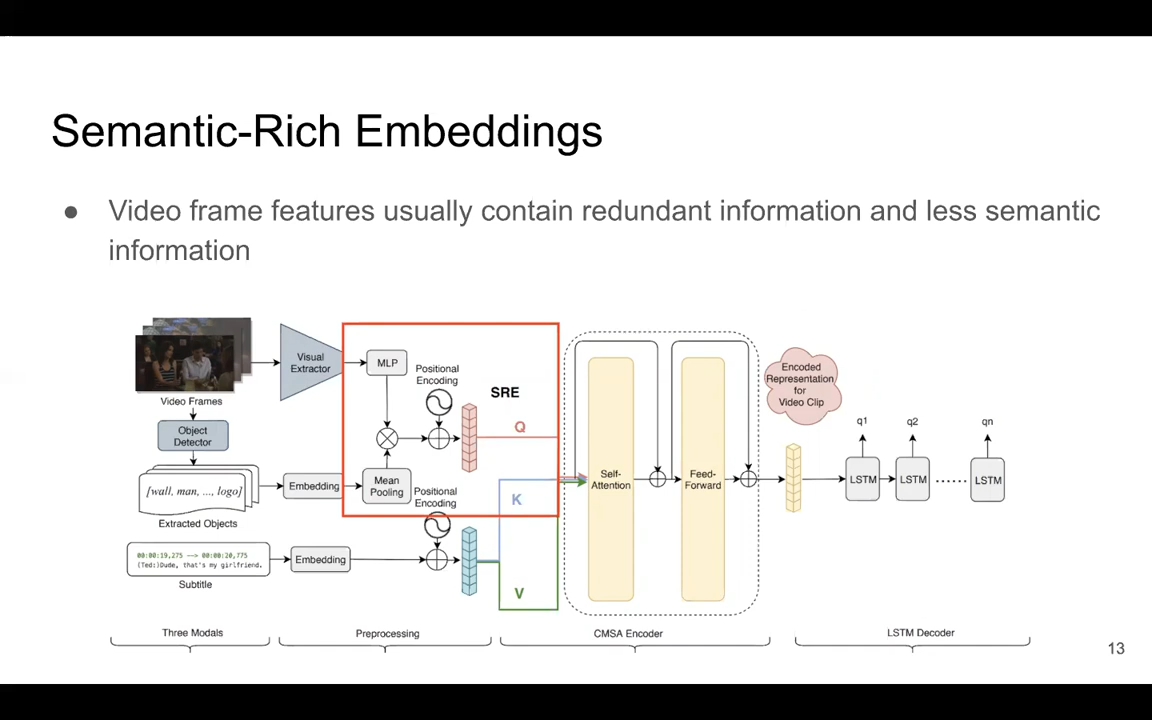 Semantic-Rich Embeddings
● Video frame features usually contain redundant information and less semantic
information
Video Frames
Object
Detector
[wall, man, ..., logo]
Extracted Objects
00:00:19,275 --> 00:00:20,775
(Ted:)Dude, that's my girlfriend.
Subtitle
Visual
Extractor
Embedding
Embedding
MLP
Mean
Pooling
Positional
Encoding
Positional
Encoding
SRE
Q
K
V
Self-
Attention
Feed-
Forward
Encoded
Representation
for
Video Clip
q1
q2
qn
LSTM
LSTM
......
LSTM
Three Modals
Preprocessing
CMSA Encoder
LSTM Decoder
13